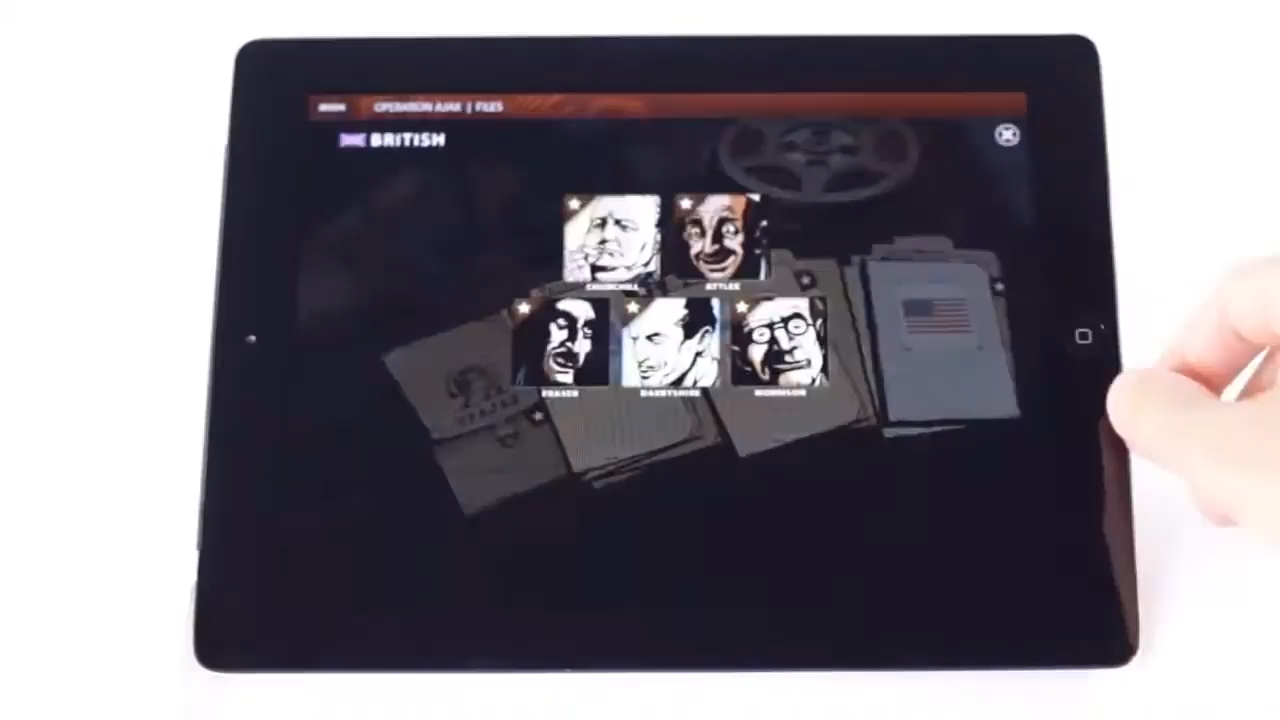 OPERATION AJAX | FILES
BRITISH
CHURCHILL
ATTLEE
FRASER
DARBYSHIRE
MORRISON